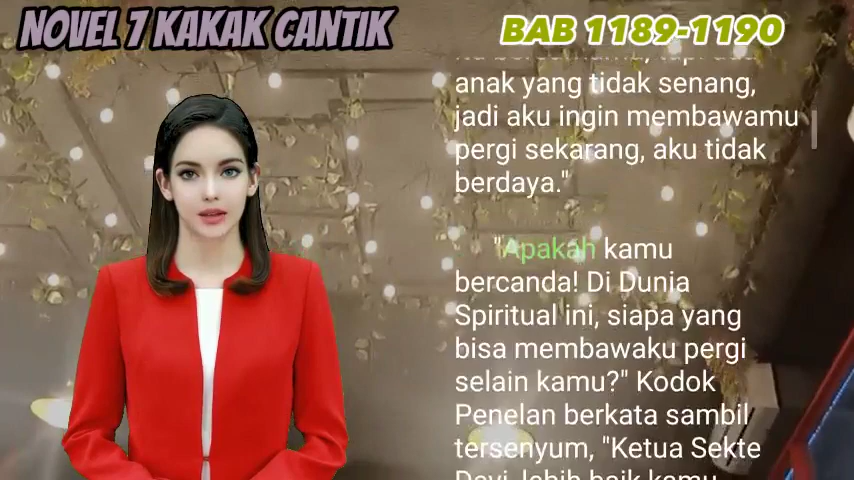 NOVEL 7 KAKAK CANTIK
BAB 1189-1190
anak yang tidak senang,
jadi aku ingin membawamu
pergi sekarang, aku tidak
berdaya."
"Apakah kamu
bercanda! Di Dunia
Spiritual ini, siapa yang
bisa membawaku pergi
selain kamu?" Kodok
Penelan berkata sambil
tersenyum, "Ketua Sekte